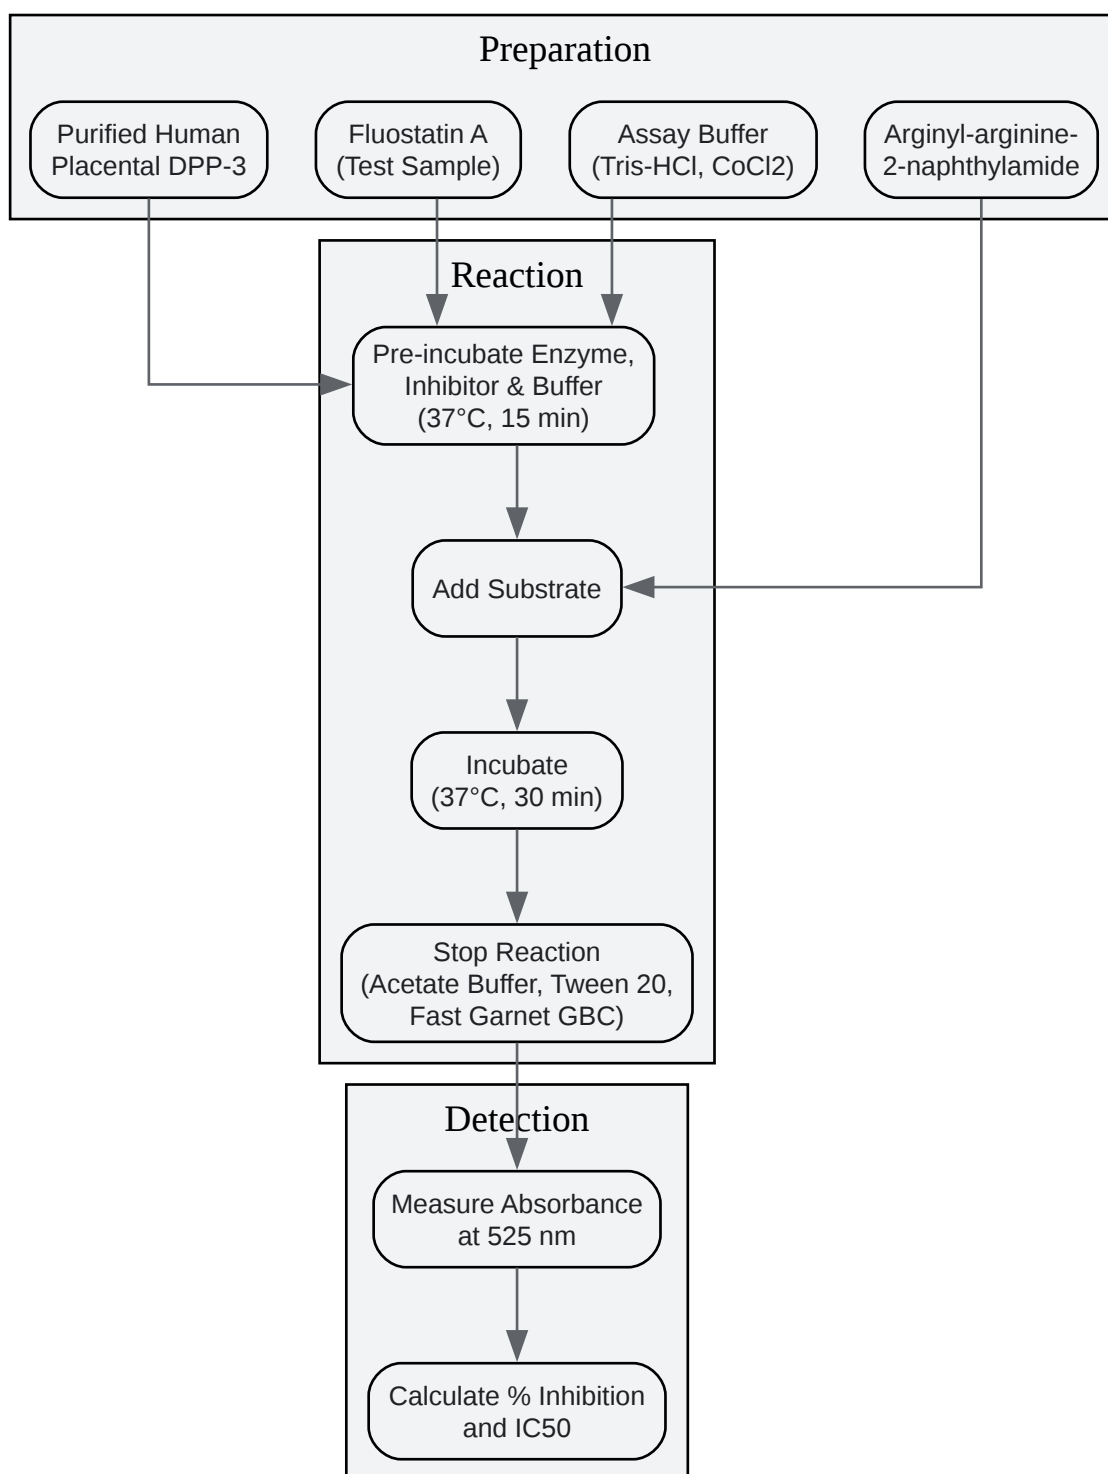 Preparation
Purified Human
Placental DPP-3
Fluostatin A
(Test Sample)
Assay Buffer
(Tris-HCl, CoCl2)
Arginyl-arginine-
2-naphthylamide
Reaction
Pre-incubate Enzyme,
Inhibitor & Buffer
(37°C, 15 min)
Add Substrate
Incubate
(37°C, 30 min)
Stop Reaction
(Acetate Buffer, Tween 20,
Fast Garnet GBC)
Detection
Measure Absorbance
at 525 nm
Calculate % Inhibition
and IC50